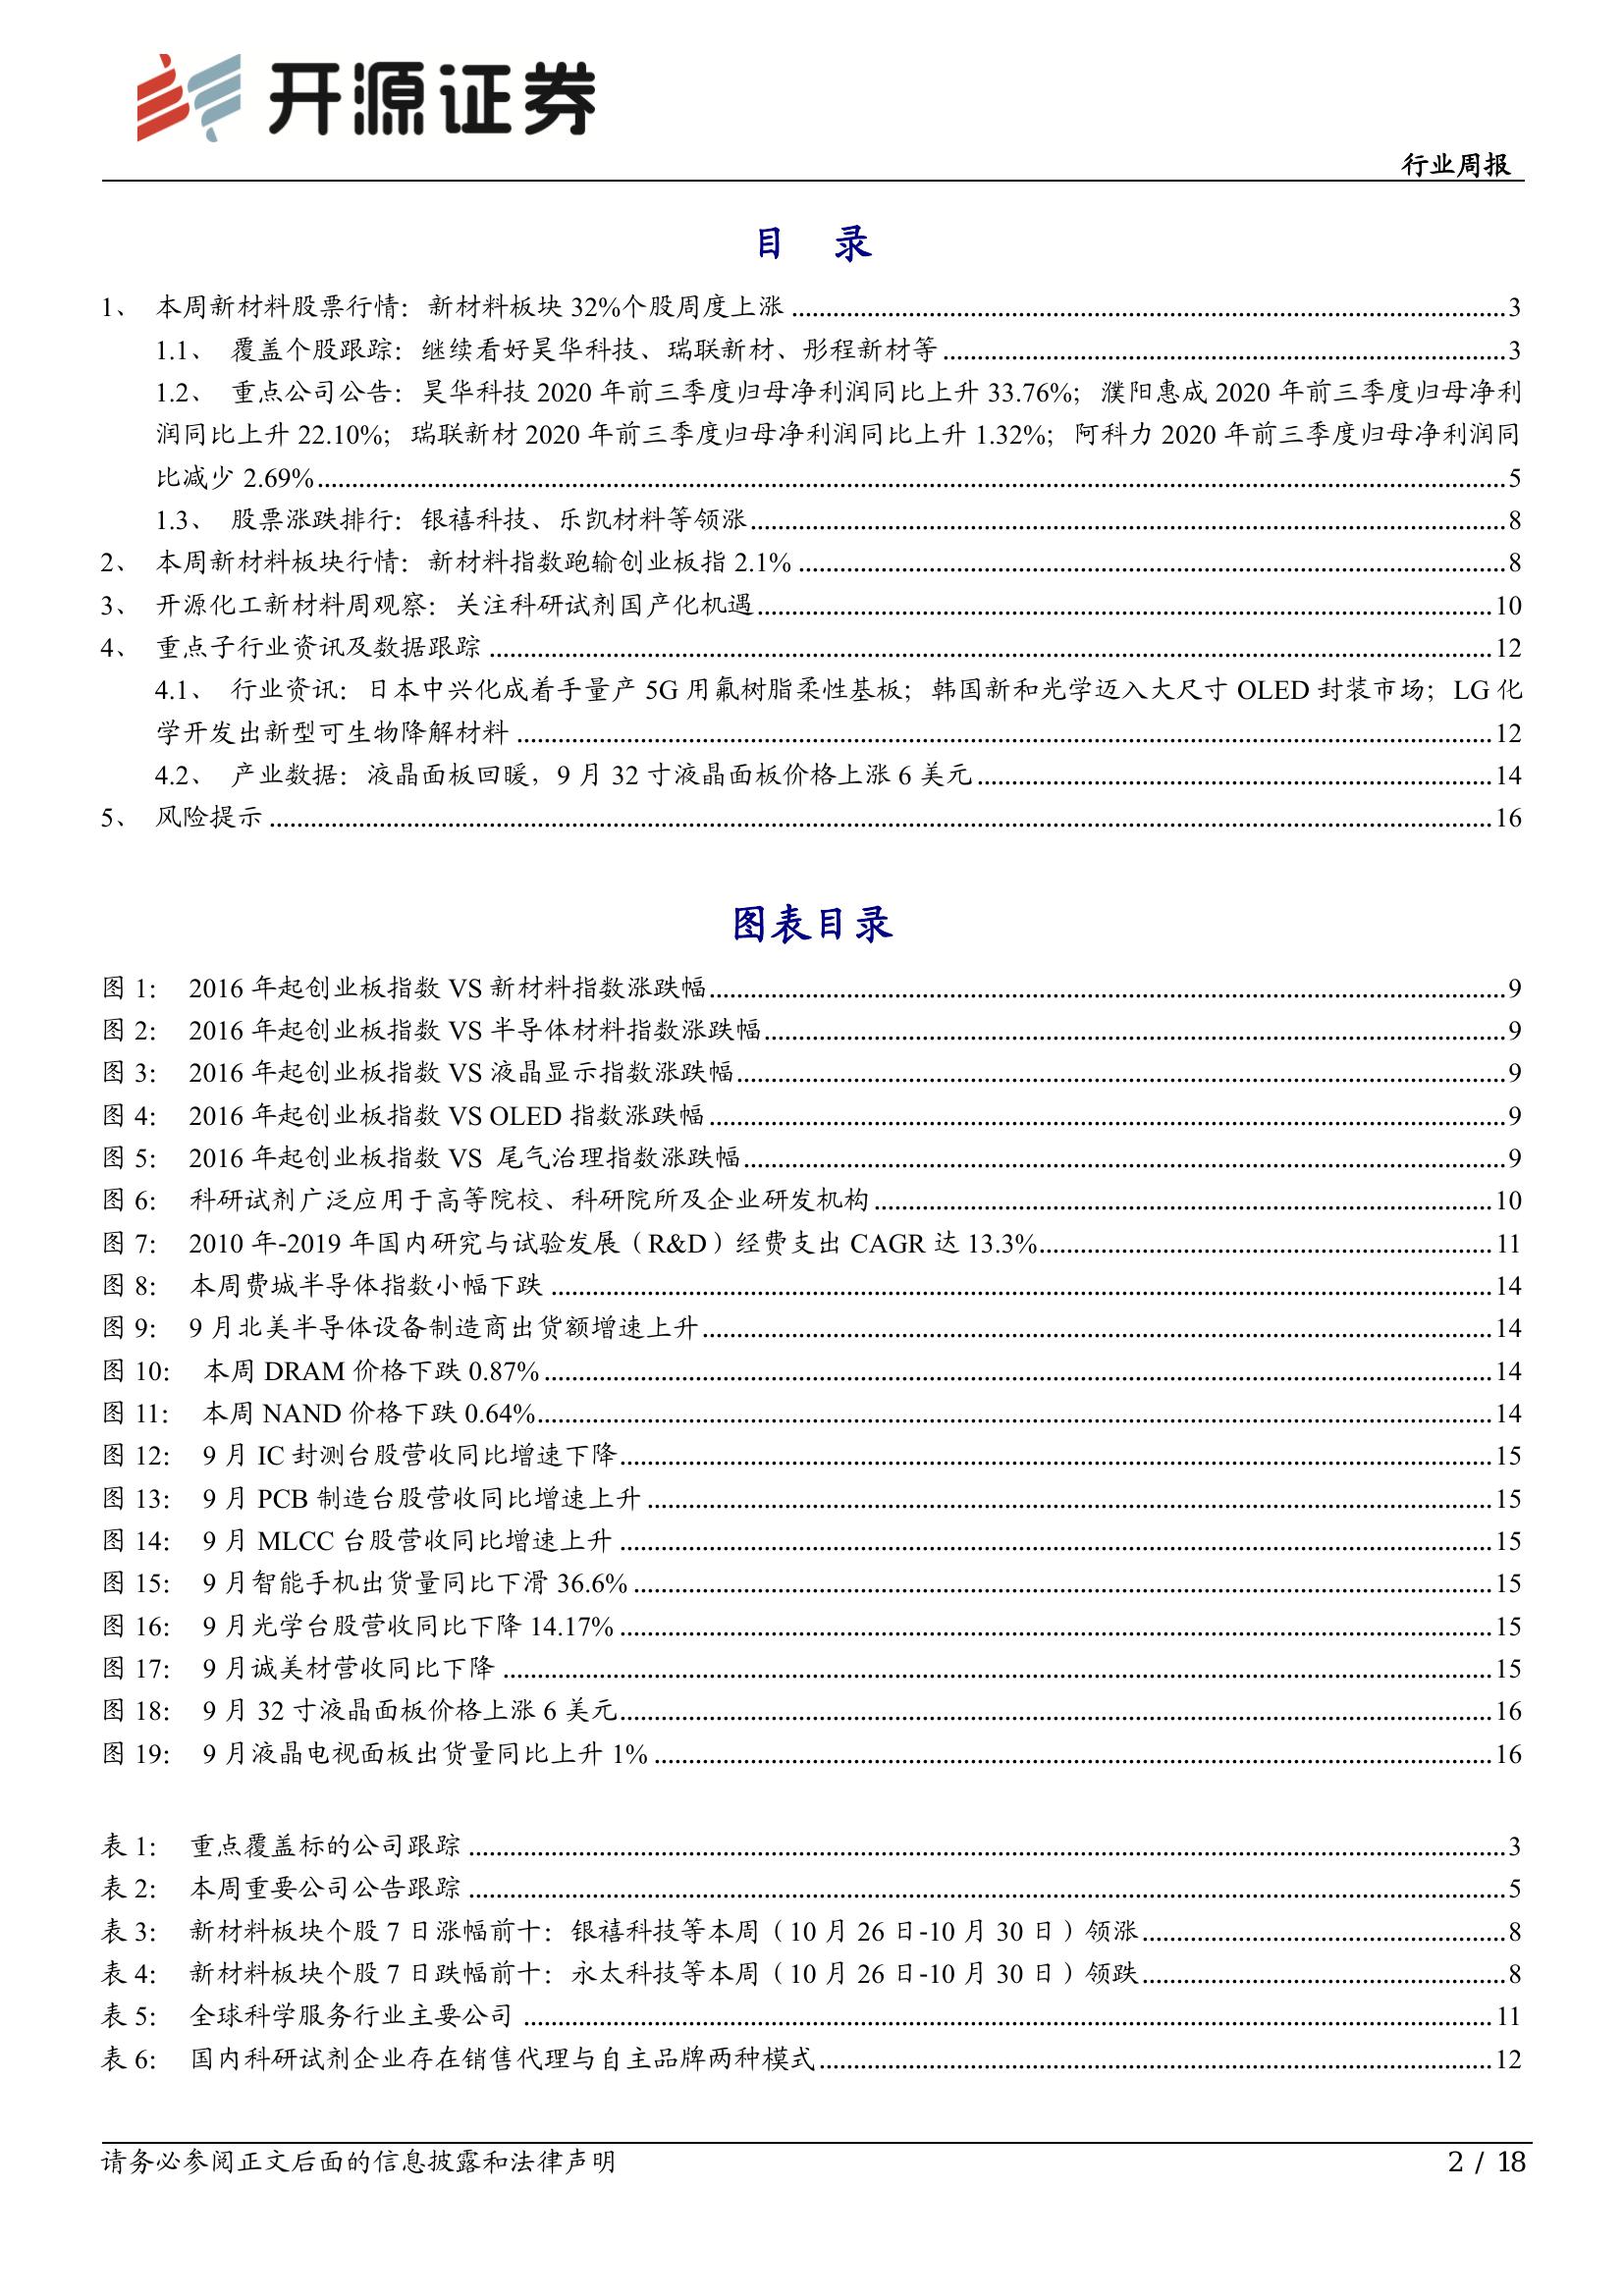 开源证券
行业周报
目 录
1、 本周新材料股票行情：新材料板块 32%个股周度上涨 3
1.1、 覆盖个股跟踪：继续看好昊华科技、瑞联新材、彤程新材等 3
1.2、 重点公司公告：昊华科技 2020 年前三季度归母净利润同比上升 33.76%；濮阳惠成 2020 年前三季度归母净利
润同比上升 22.10%；瑞联新材 2020 年前三季度归母净利润同比上升 1.32%；阿科力 2020 年前三季度归母净利润同
比减少 2.69% 5
1.3、 股票涨跌排行：银禧科技、乐凯材料等领涨 8
2、 本周新材料板块行情：新材料指数跑输创业板指 2.1% 8
3、 开源化工新材料周观察：关注科研试剂国产化机遇 10
4、 重点子行业资讯及数据跟踪 12
4.1、 行业资讯：日本中兴化成着手量产 5G 用氟树脂柔性基板；韩国新和光学迈入大尺寸 OLED 封装市场；LG 化
学开发出新型可生物降解材料 12
4.2、 产业数据：液晶面板回暖，9 月 32 寸液晶面板价格上涨 6 美元 14
5、 风险提示 16
图表目录
图 1： 2016 年起创业板指数 VS 新材料指数涨跌幅 9
图 2： 2016 年起创业板指数 VS 半导体材料指数涨跌幅 9
图 3： 2016 年起创业板指数 VS 液晶显示指数涨跌幅 9
图 4： 2016 年起创业板指数 VS OLED 指数涨跌幅 9
图 5： 2016 年起创业板指数 VS 尾气治理指数涨跌幅 9
图 6： 科研试剂广泛应用于高等院校、科研院所及企业研发机构 10
图 7： 2010 年-2019 年国内研究与试验发展（R&D）经费支出 CAGR 达 13.3% 11
图 8： 本周费城半导体指数小幅下跌 14
图 9： 9 月北美半导体设备制造商出货额增速上升 14
图 10： 本周 DRAM 价格下跌 0.87% 14
图 11： 本周 NAND 价格下跌 0.64% 14
图 12： 9 月 IC 封测台股营收同比增速下降 15
图 13： 9 月 PCB 制造台股营收同比增速上升 15
图 14： 9 月 MLCC 台股营收同比增速上升 15
图 15： 9 月智能手机出货量同比下滑 36.6% 15
图 16： 9 月光学台股营收同比下降 14.17% 15
图 17： 9 月诚美材营收同比下降 15
图 18： 9 月 32 寸液晶面板价格上涨 6 美元 16
图 19： 9 月液晶电视面板出货量同比上升 1% 16
表 1： 重点覆盖标的公司跟踪 3
表 2： 本周重要公司公告跟踪 5
表 3： 新材料板块个股 7 日涨幅前十：银禧科技等本周（10 月 26 日-10 月 30 日）领涨 8
表 4： 新材料板块个股 7 日跌幅前十：永太科技等本周（10 月 26 日-10 月 30 日）领跌 8
表 5： 全球科学服务行业主要公司 11
表 6： 国内科研试剂企业存在销售代理与自主品牌两种模式 12
请务必参阅正文后面的信息披露和法律声明 2 / 18